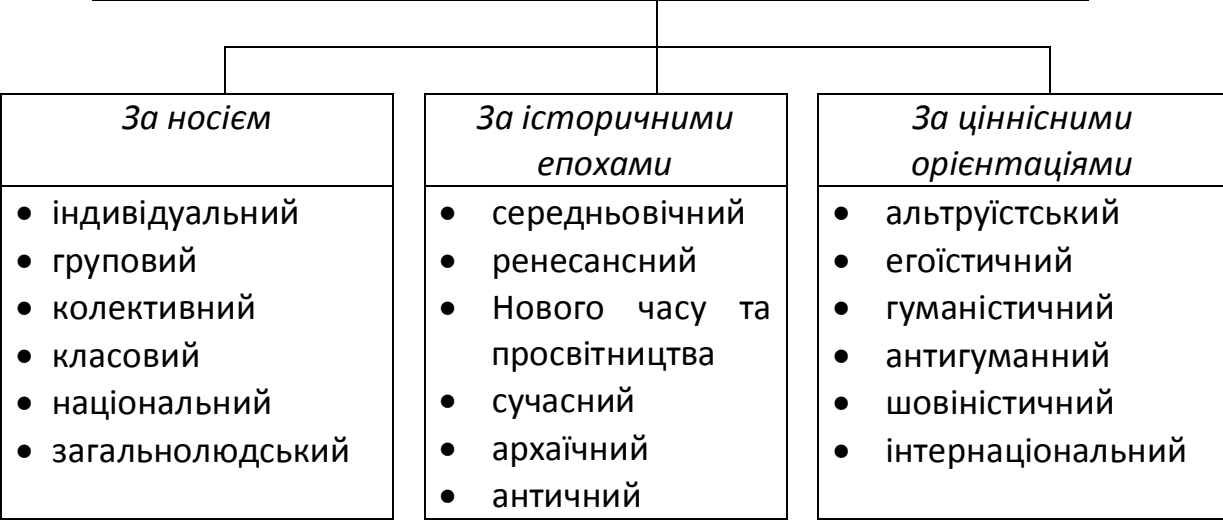 За носієм
• індивідуальний
• груповий
• колективний
• класовий
• національний
• загальнолюдський
За історичними
епохами
• середньовічний
• ренесансний
• Нового часу та
просвітництва
• сучасний
• архаїчний
• античний
За ціннісними
орієнтаціями
• альтруїстський
• егоїстичний
• гуманістичний
• антигуманний
• шовіністичний
• інтернаціональний